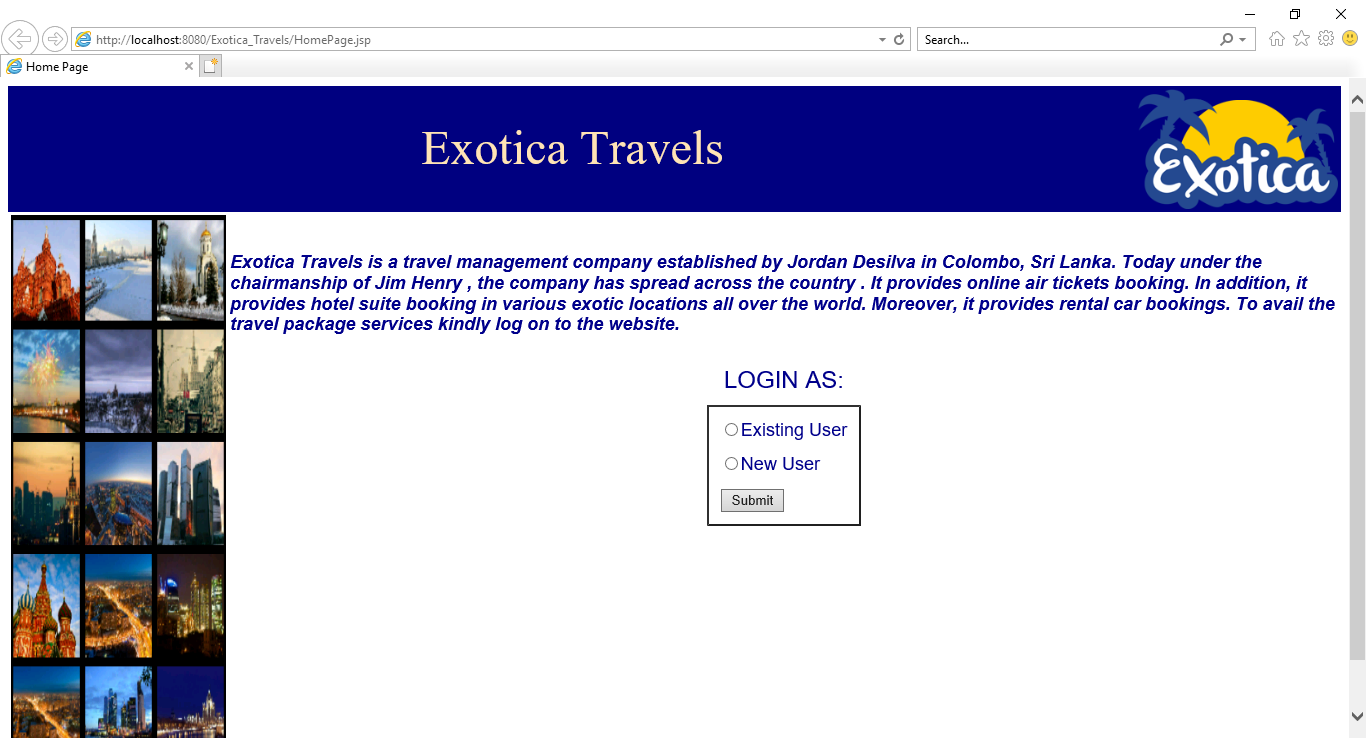 http://localhost:8080/Exotica_Travels/HomePage.jsp
Search...
Home Page
Exotica Travels
Exotica
Exotica Travels is a travel management company established by Jordan Desilva in Colombo, Sri Lanka. Today under the
chairmanship of Jim Henry , the company has spread across the country . It provides online air tickets booking. In addition, it
provides hotel suite booking in various exotic locations all over the world. Moreover, it provides rental car bookings. To avail the
travel package services kindly log on to the website.
LOGIN AS:
Existing User
New User
Submit